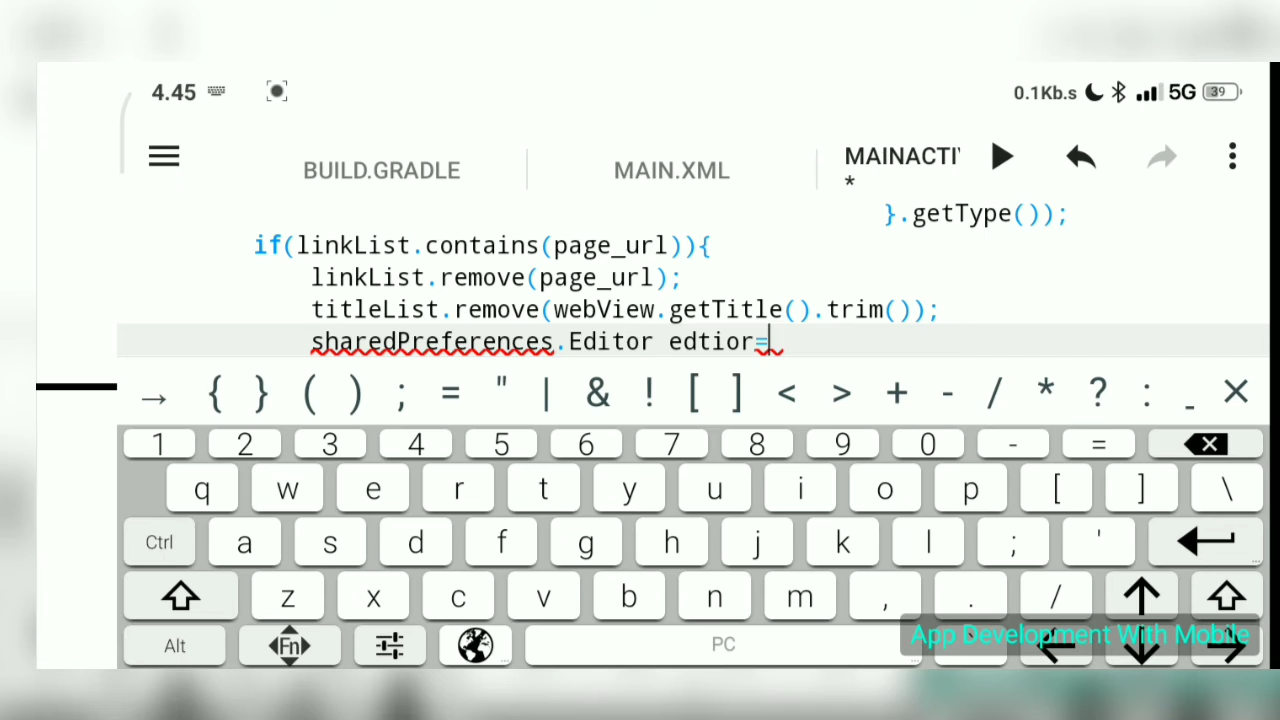 4.45
0.1Kb.s 5G 39
BUILD.GRADLE MAIN.XML MAINACTI
*
}.getType());
if(linkList.contains(page_url)){
linkList.remove(page_url);
titleList.remove(webView.getTitle().trim());
sharedPreferences.Editor edtior=
→ { } ( ) ; = " | & ! [ ] < > + - / * ? : _ ×
1 2 3 4 5 6 7 8 9 0 - =
q w e r t y u i o p [ ] \
Ctrl a s d f g h j k l ; '
z x c v b n m , . /
Alt Fn PC
App Development With Mobile